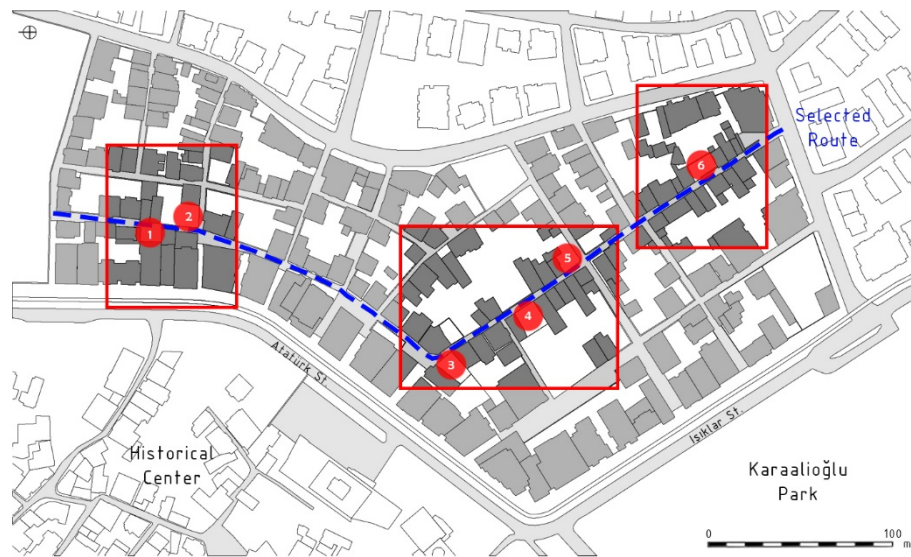 Selected
Route
6
2
1
5
4
3
Atatürk St.
Işıklar St.
Historical
Center
Karaalioğlu
Park
0 100
m